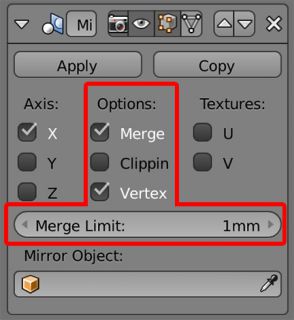 Mi
Apply Copy
Axis: Options: Textures:
X Merge U
Y Clippin V
Z Vertex
Merge Limit: 1mm
Mirror Object: